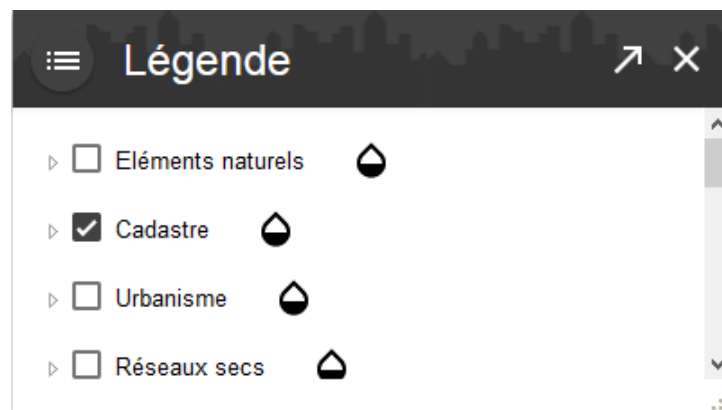 Légende
Eléments naturels
Cadastre
Urbanisme
Réseaux secs